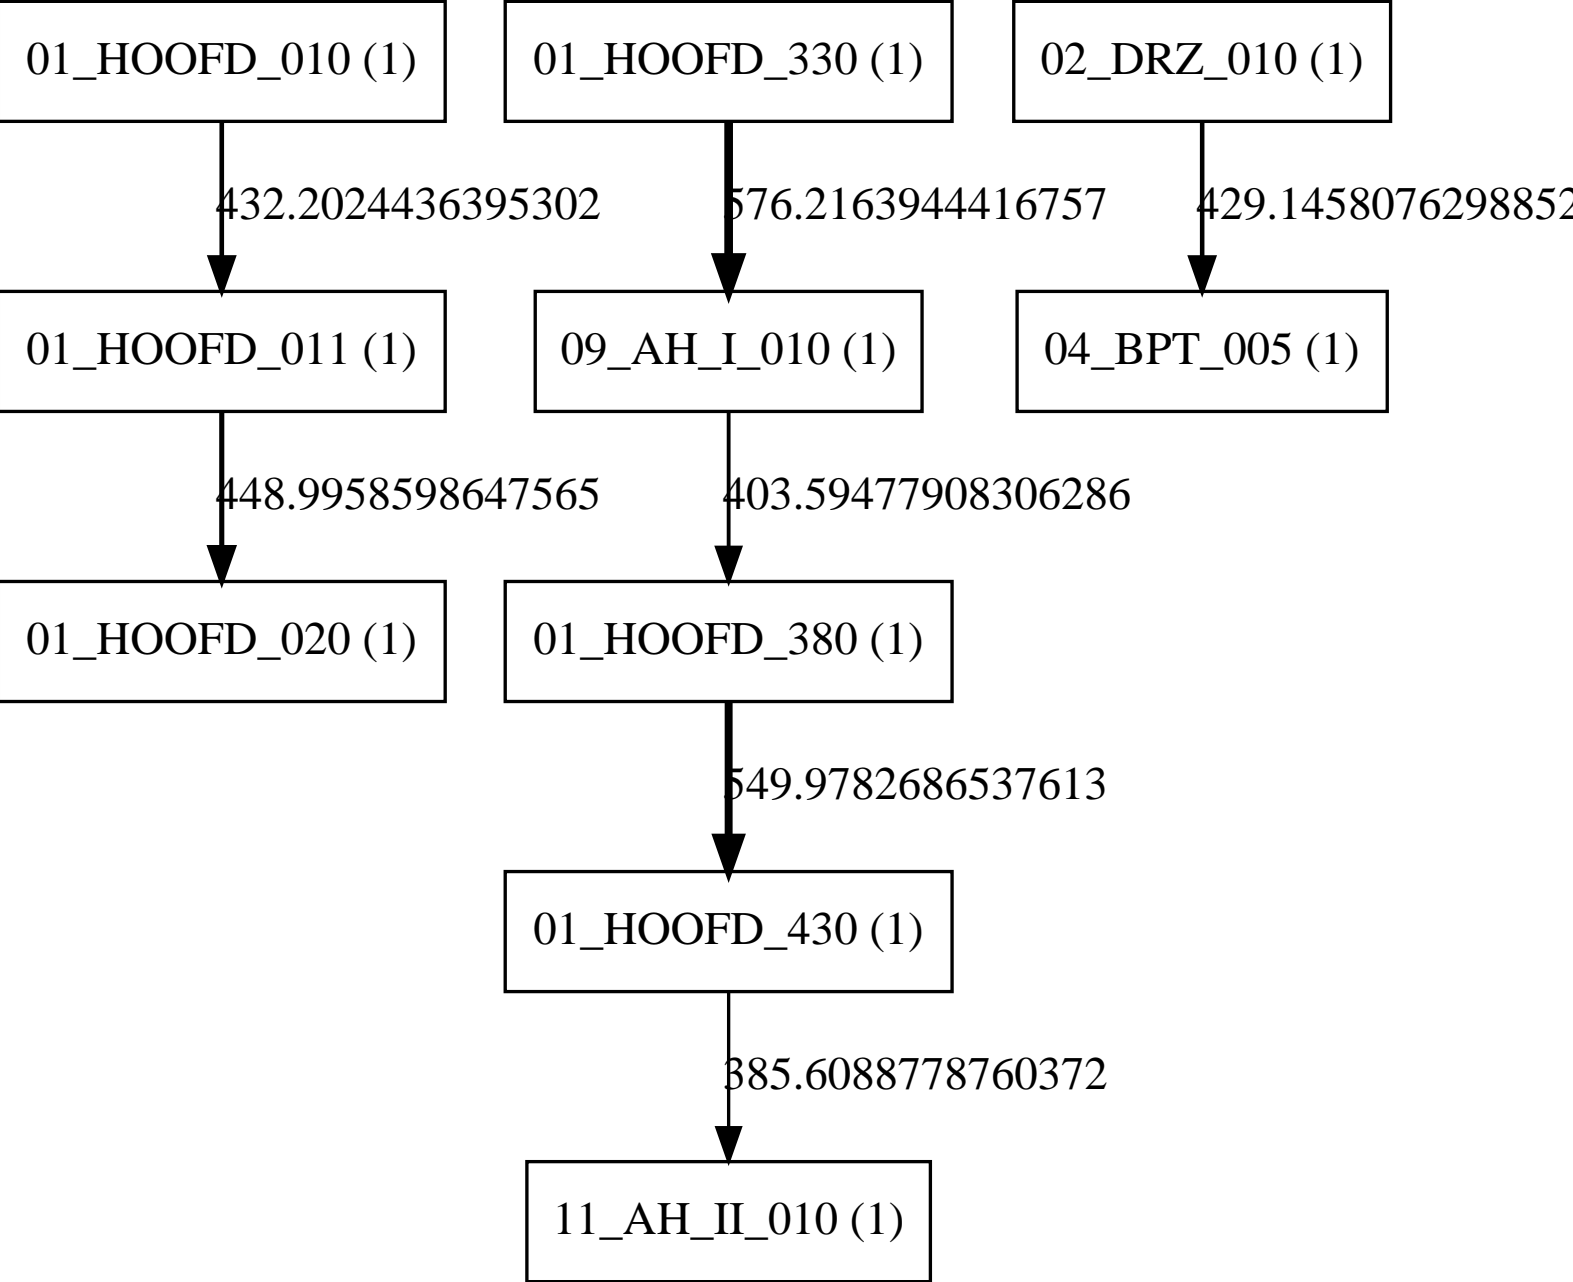 01_HOOFD_010 (1)
01_HOOFD_330 (1)
02_DRZ_010 (1)
432.2024436395302
576.2163944416757
429.1458076298852
01_HOOFD_011 (1)
09_AH_I_010 (1)
04_BPT_005 (1)
448.9958598647565
403.59477908306286
01_HOOFD_020 (1)
01_HOOFD_380 (1)
549.9782686537613
01_HOOFD_430 (1)
385.6088778760372
11_AH_II_010 (1)